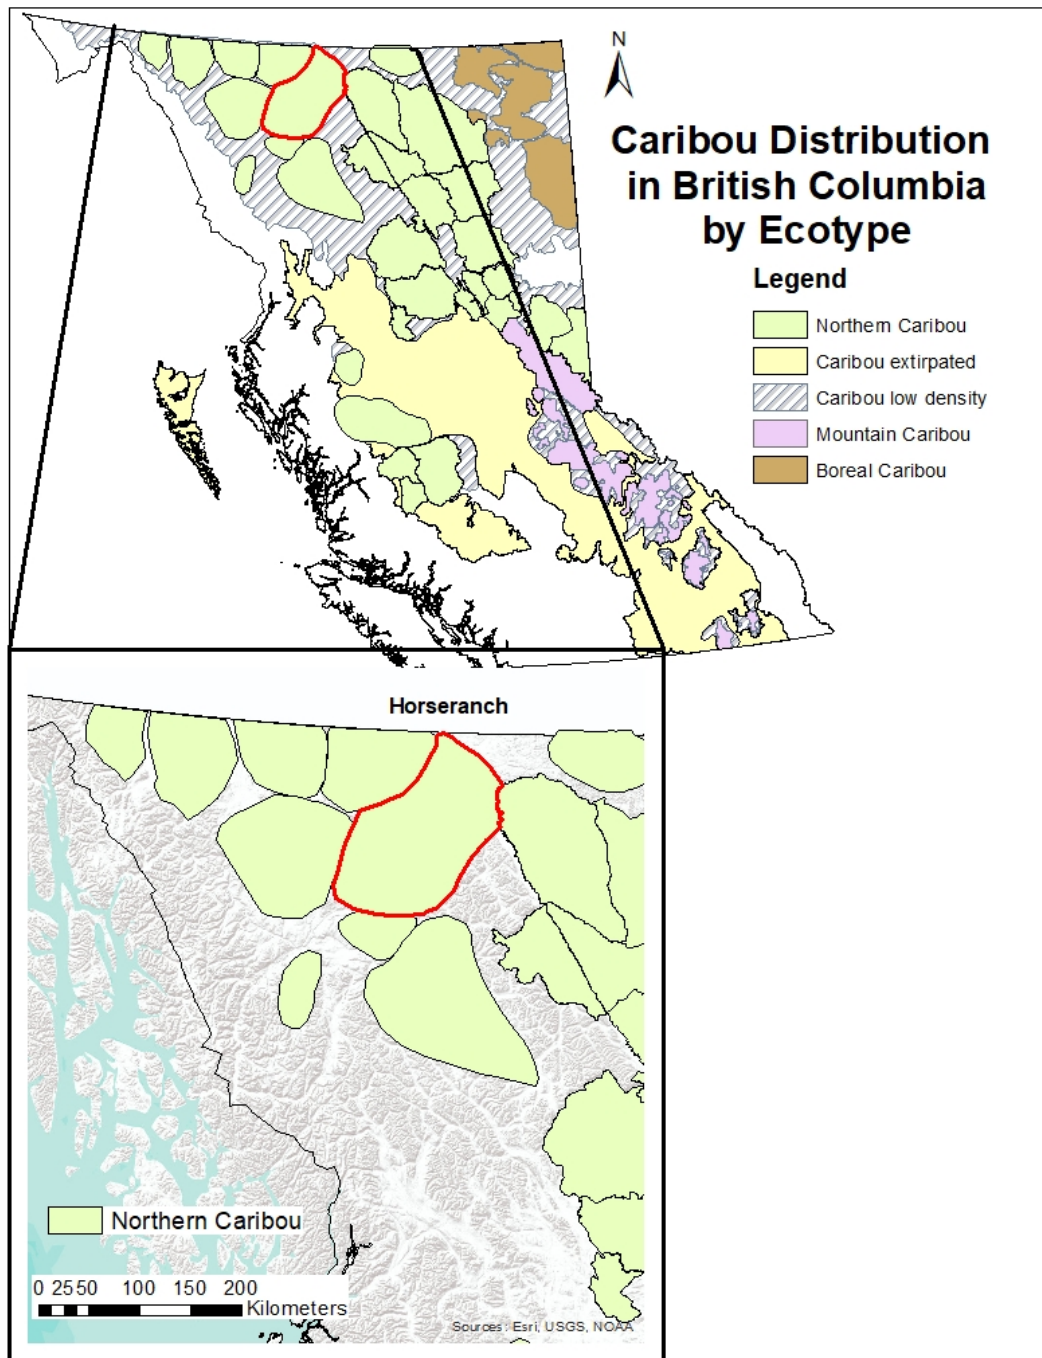 N
Caribou Distribution
in British Columbia
by Ecotype
Legend
Northern Caribou
Caribou extirpated
Caribou low density
Mountain Caribou
Boreal Caribou
Horseranch
Northern Caribou
0 25 50 100 150 200
Kilometers
Sources: Esri, USGS, NOAA